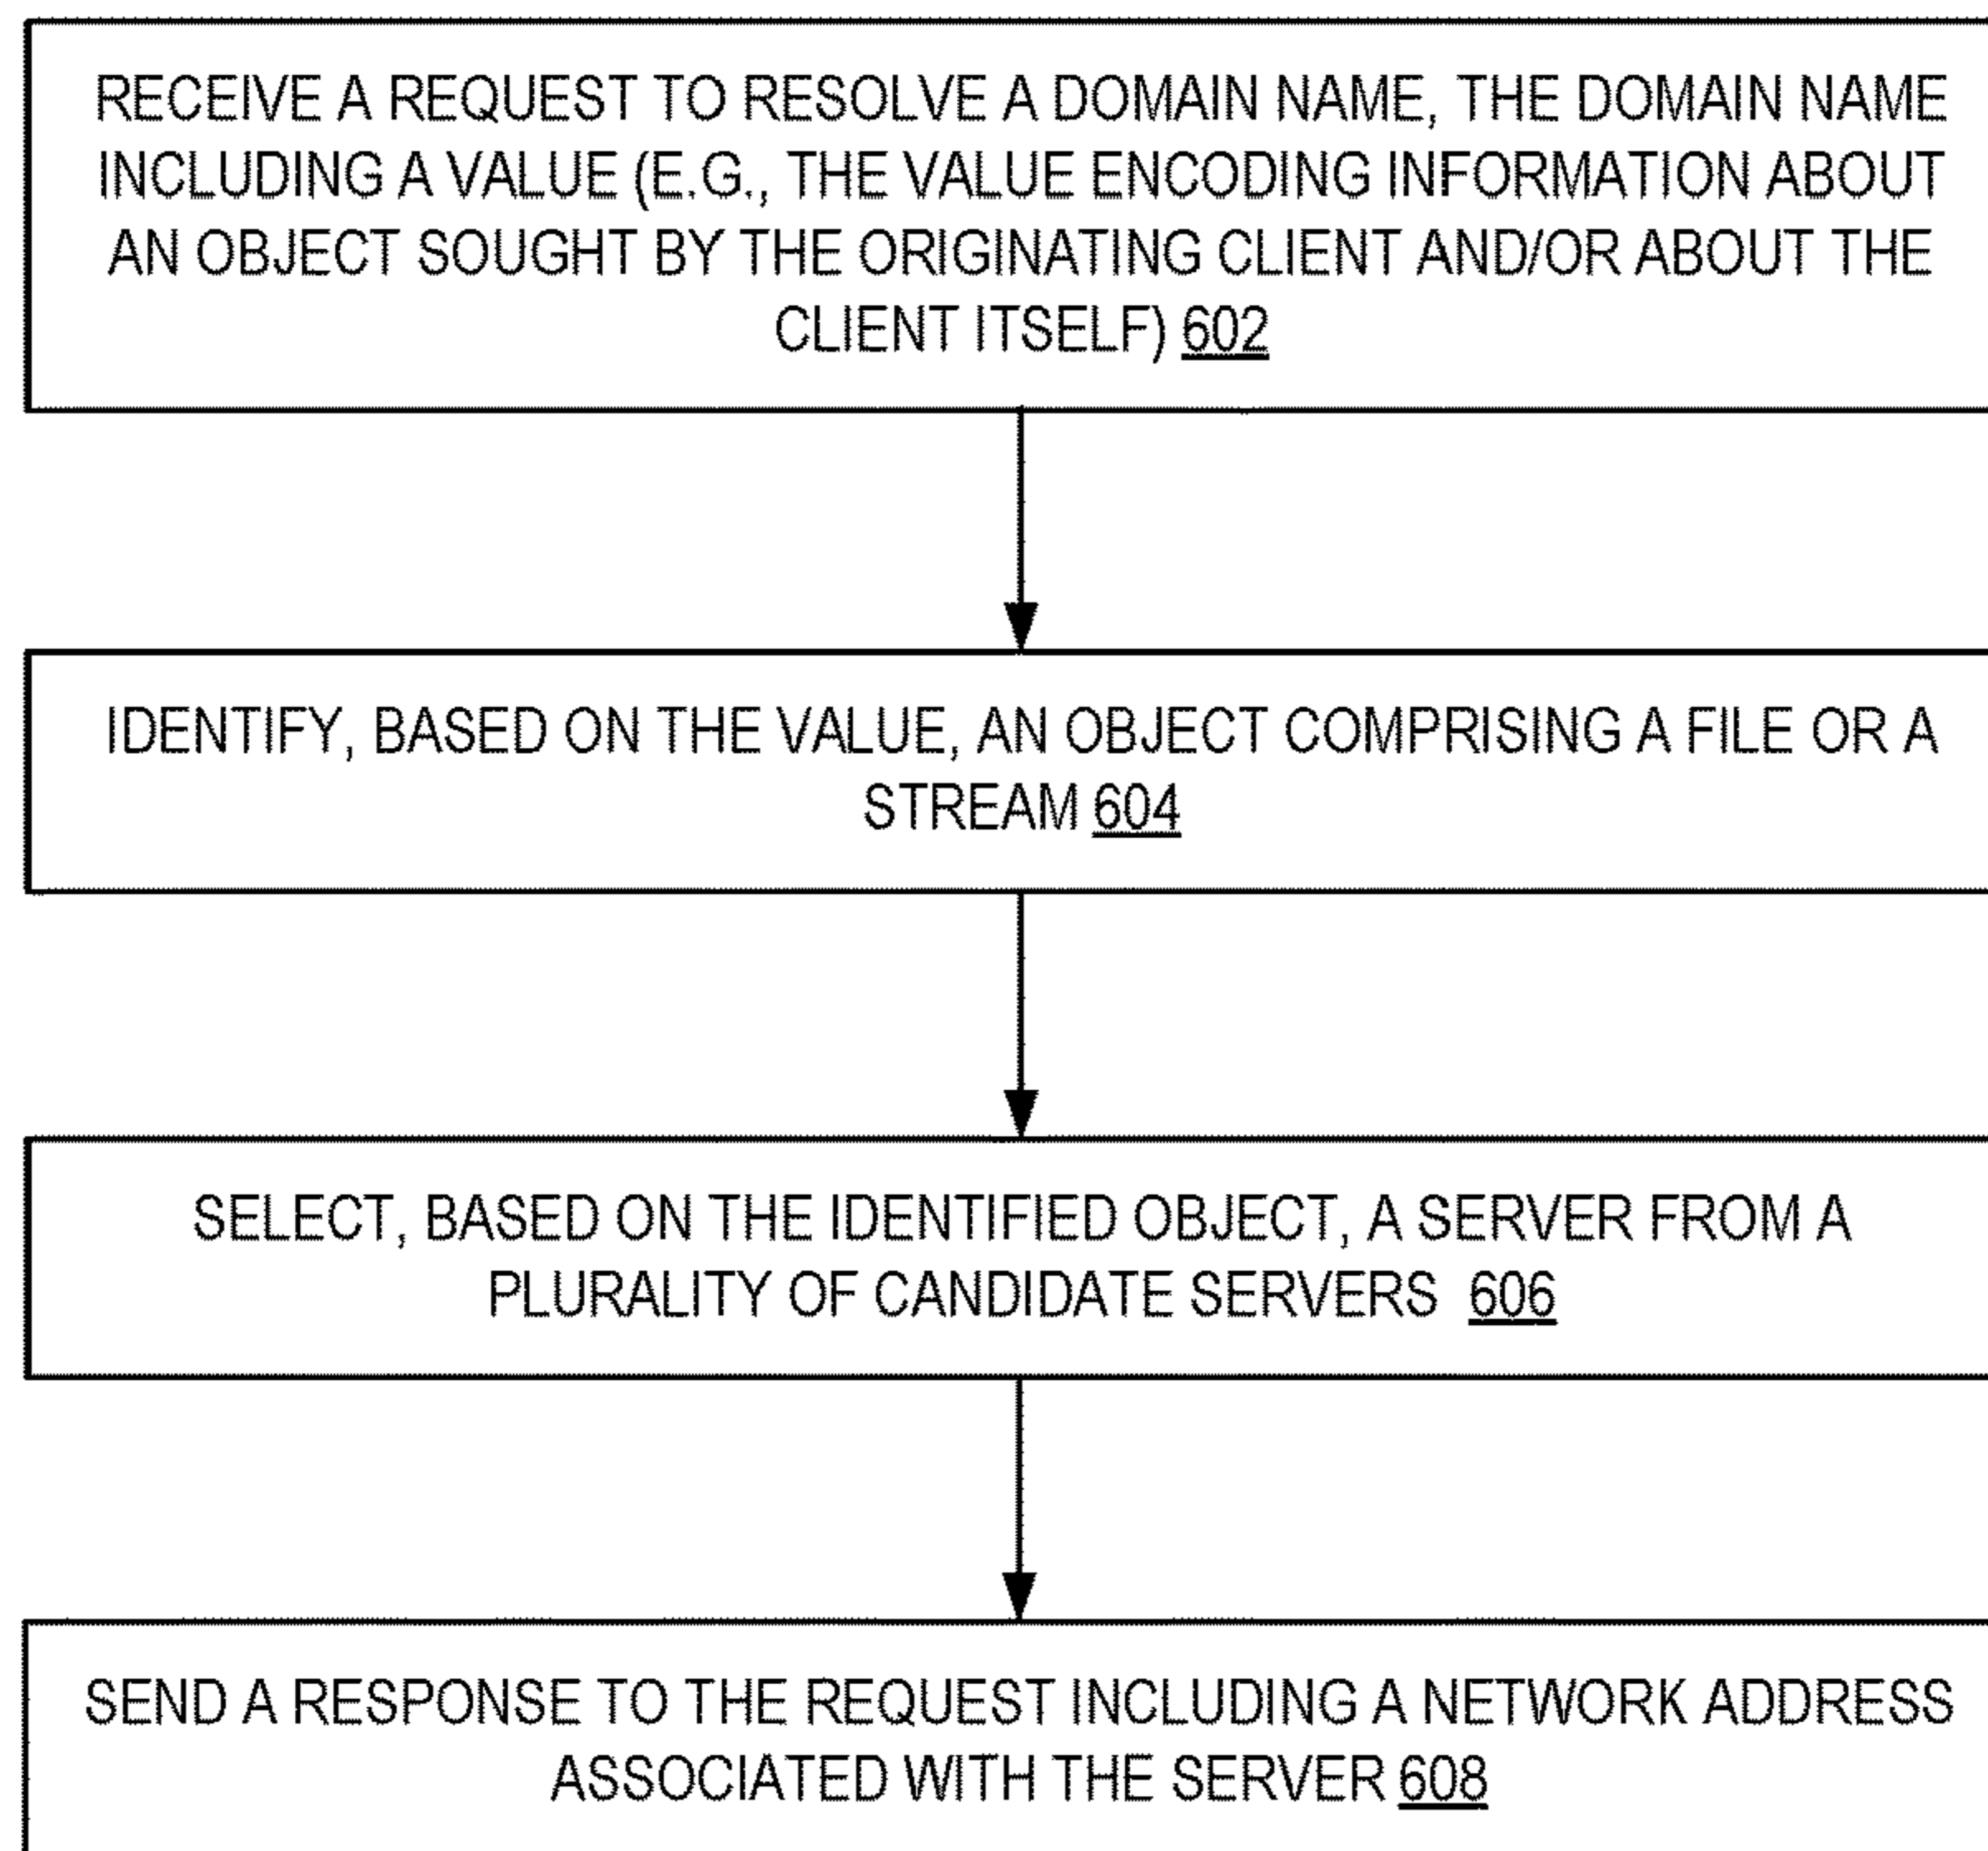 RECEIVE A REQUEST TO RESOLVE A DOMAIN NAME, THE DOMAIN NAME
INCLUDING A VALUE (E.G., THE VALUE ENCODING INFORMATION ABOUT
AN OBJECT SOUGHT BY THE ORIGINATING CLIENT AND/OR ABOUT THE
CLIENT ITSELF) 602
IDENTIFY, BASED ON THE VALUE, AN OBJECT COMPRISING A FILE OR A
STREAM 604
SELECT, BASED ON THE IDENTIFIED OBJECT, A SERVER FROM A
PLURALITY OF CANDIDATE SERVERS 606
SEND A RESPONSE TO THE REQUEST INCLUDING A NETWORK ADDRESS
ASSOCIATED WITH THE SERVER 608